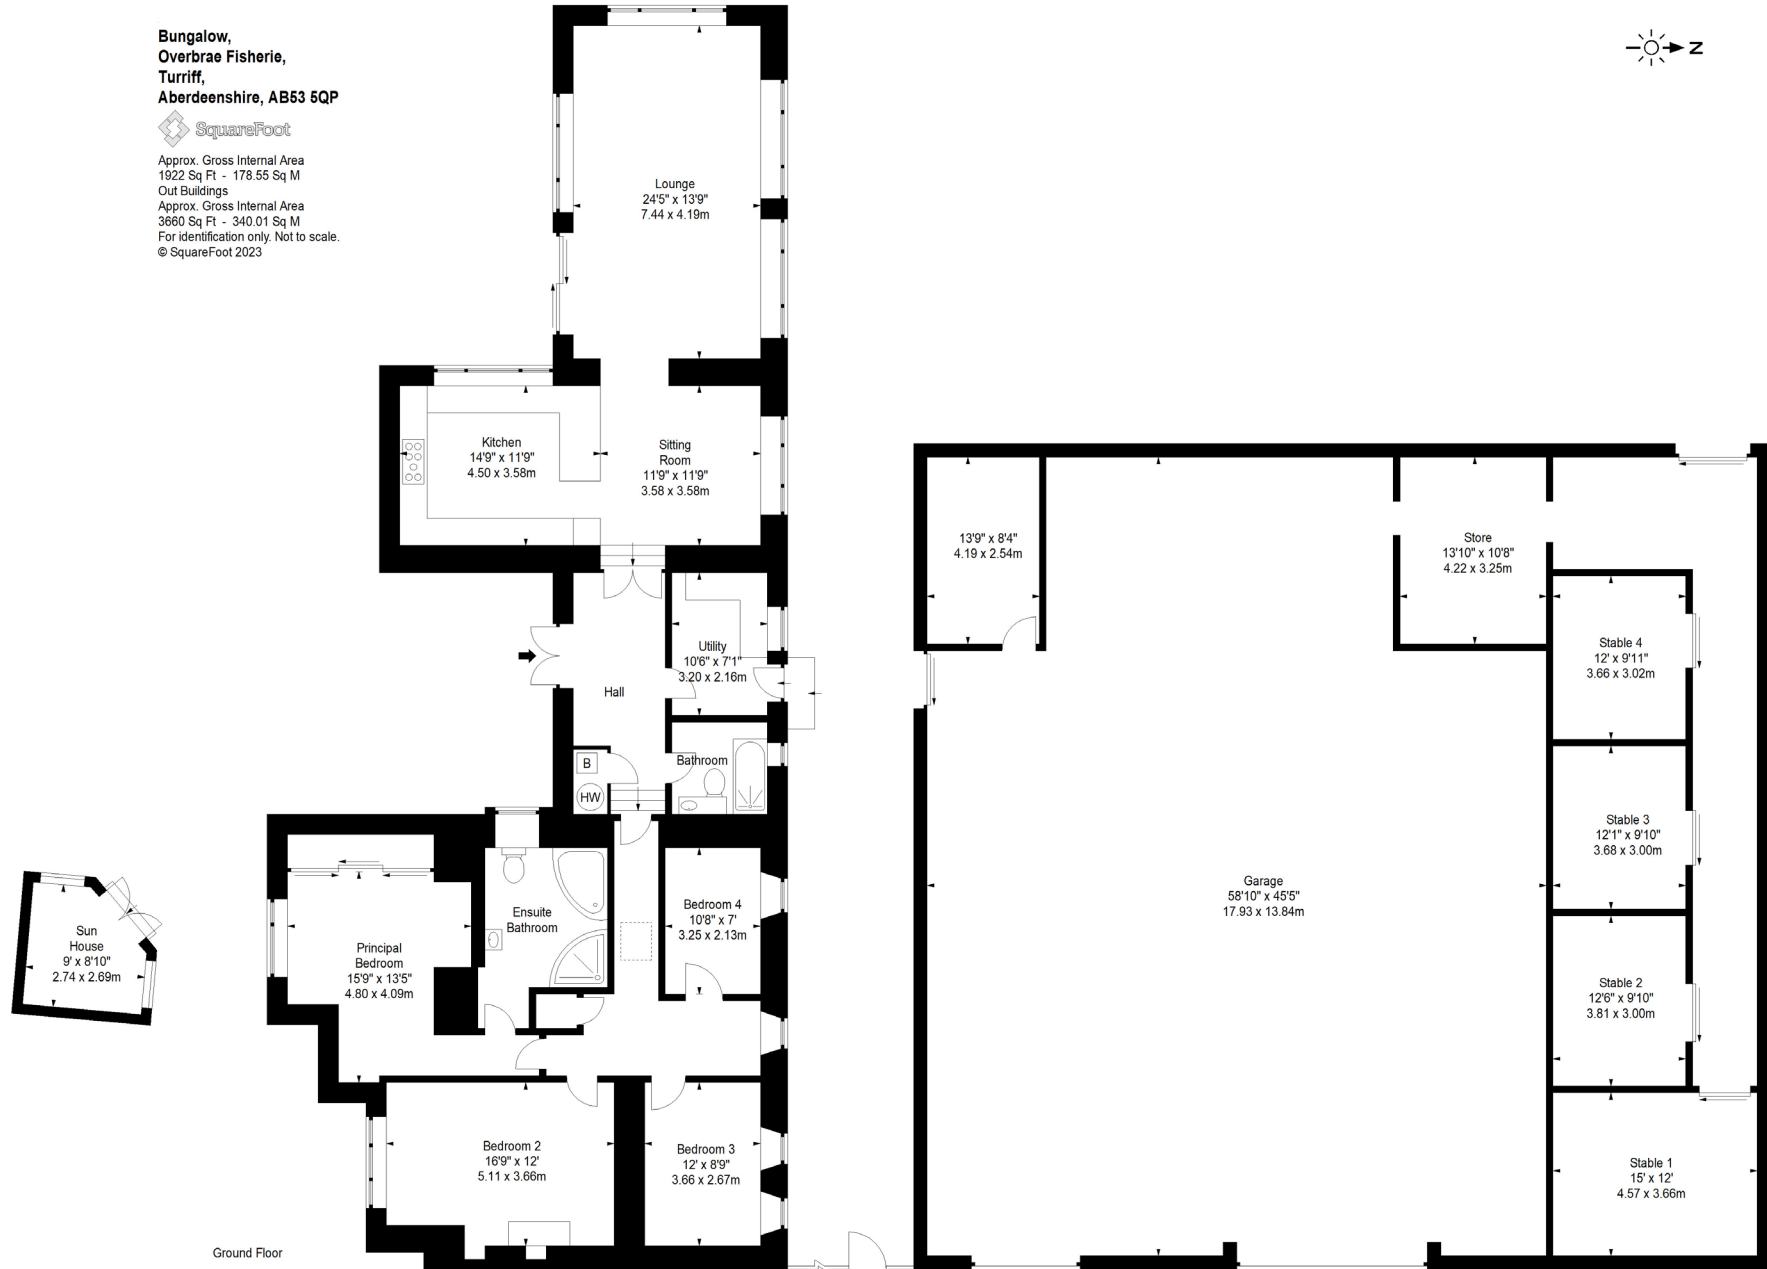 Bungalow,
Overbrae Fisherie,
Turriff,
Aberdeenshire, AB53 5QP
SquareFoot
Approx. Gross Internal Area
1922 Sq Ft - 178.55 Sq M
Out Buildings
Approx. Gross Internal Area
3660 Sq Ft - 340.01 Sq M
For identification only. Not to scale.
© SquareFoot 2023
N
Lounge
24'5" x 13'9"
7.44 x 4.19m
Kitchen
14'9" x 11'9"
4.50 x 3.58m
Sitting
Room
11'9" x 11'9"
3.58 x 3.58m
Utility
10'6" x 7'1"
3.20 x 2.16m
Hall
Bathroom
B
HW
Ensuite
Bathroom
Bedroom 4
10'8" x 7'
3.25 x 2.13m
Principal
Bedroom
15'9" x 13'5"
4.80 x 4.09m
Sun
House
9' x 8'10"
2.74 x 2.69m
Bedroom 2
16'9" x 12'
5.11 x 3.66m
Bedroom 3
12' x 8'9"
3.66 x 2.67m
Ground Floor
13'9" x 8'4"
4.19 x 2.54m
Store
13'10" x 10'8"
4.22 x 3.25m
Stable 4
12' x 9'11"
3.66 x 3.02m
Stable 3
12'1" x 9'10"
3.68 x 3.00m
Garage
58'10" x 45'5"
17.93 x 13.84m
Stable 2
12'6" x 9'10"
3.81 x 3.00m
Stable 1
15' x 12'
4.57 x 3.66m